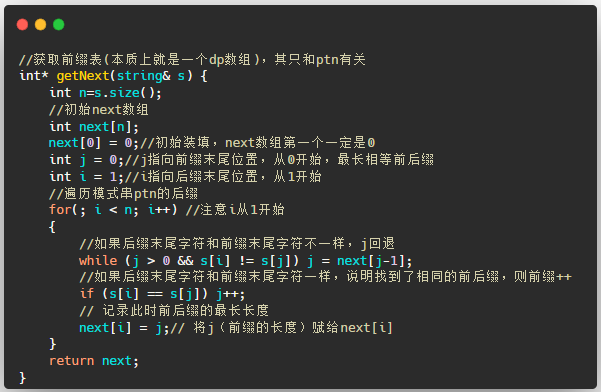 //获取前缀表(本质上就是一个dp数组)，其只和ptn有关
int* getNext(string& s) {
    int n=s.size();
    //初始next数组
    int next[n];
    next[0] = 0;//初始装填，next数组第一个一定是0
    int j = 0;//j指向前缀末尾位置，从0开始，最长相等前后缀
    int i = 1;//i指向后缀末尾位置，从1开始
    //遍历模式串ptn的后缀
    for(; i < n; i++) //注意i从1开始
    {
        //如果后缀末尾字符和前缀末尾字符不一样，j回退
        while (j > 0 && s[i] != s[j]) j = next[j-1];
        //如果后缀末尾字符和前缀末尾字符一样，说明找到了相同的前后缀，则前缀++
        if (s[i] == s[j]) j++;
        // 记录此时前后缀的最长长度
        next[i] = j;// 将j（前缀的长度）赋给next[i]
    }
    return next;
}